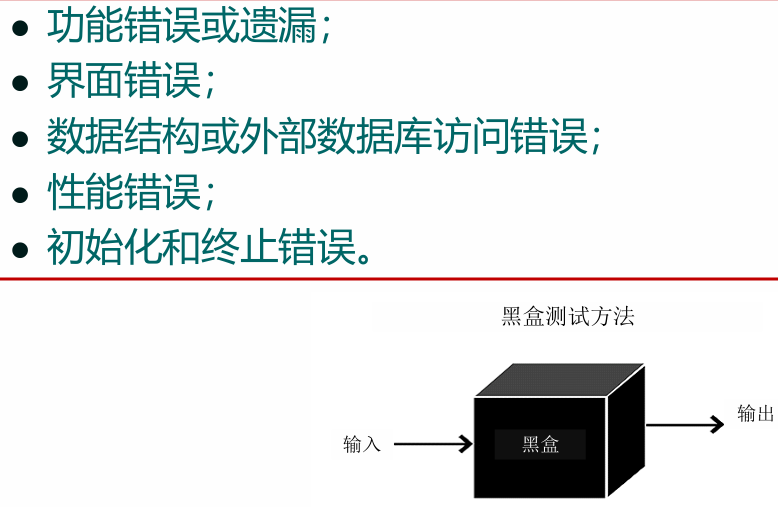 ● 功能错误或遗漏；
● 界面错误；
● 数据结构或外部数据库访问错误；
● 性能错误；
● 初始化和终止错误。
黑盒测试方法
输出
输入
黑盒